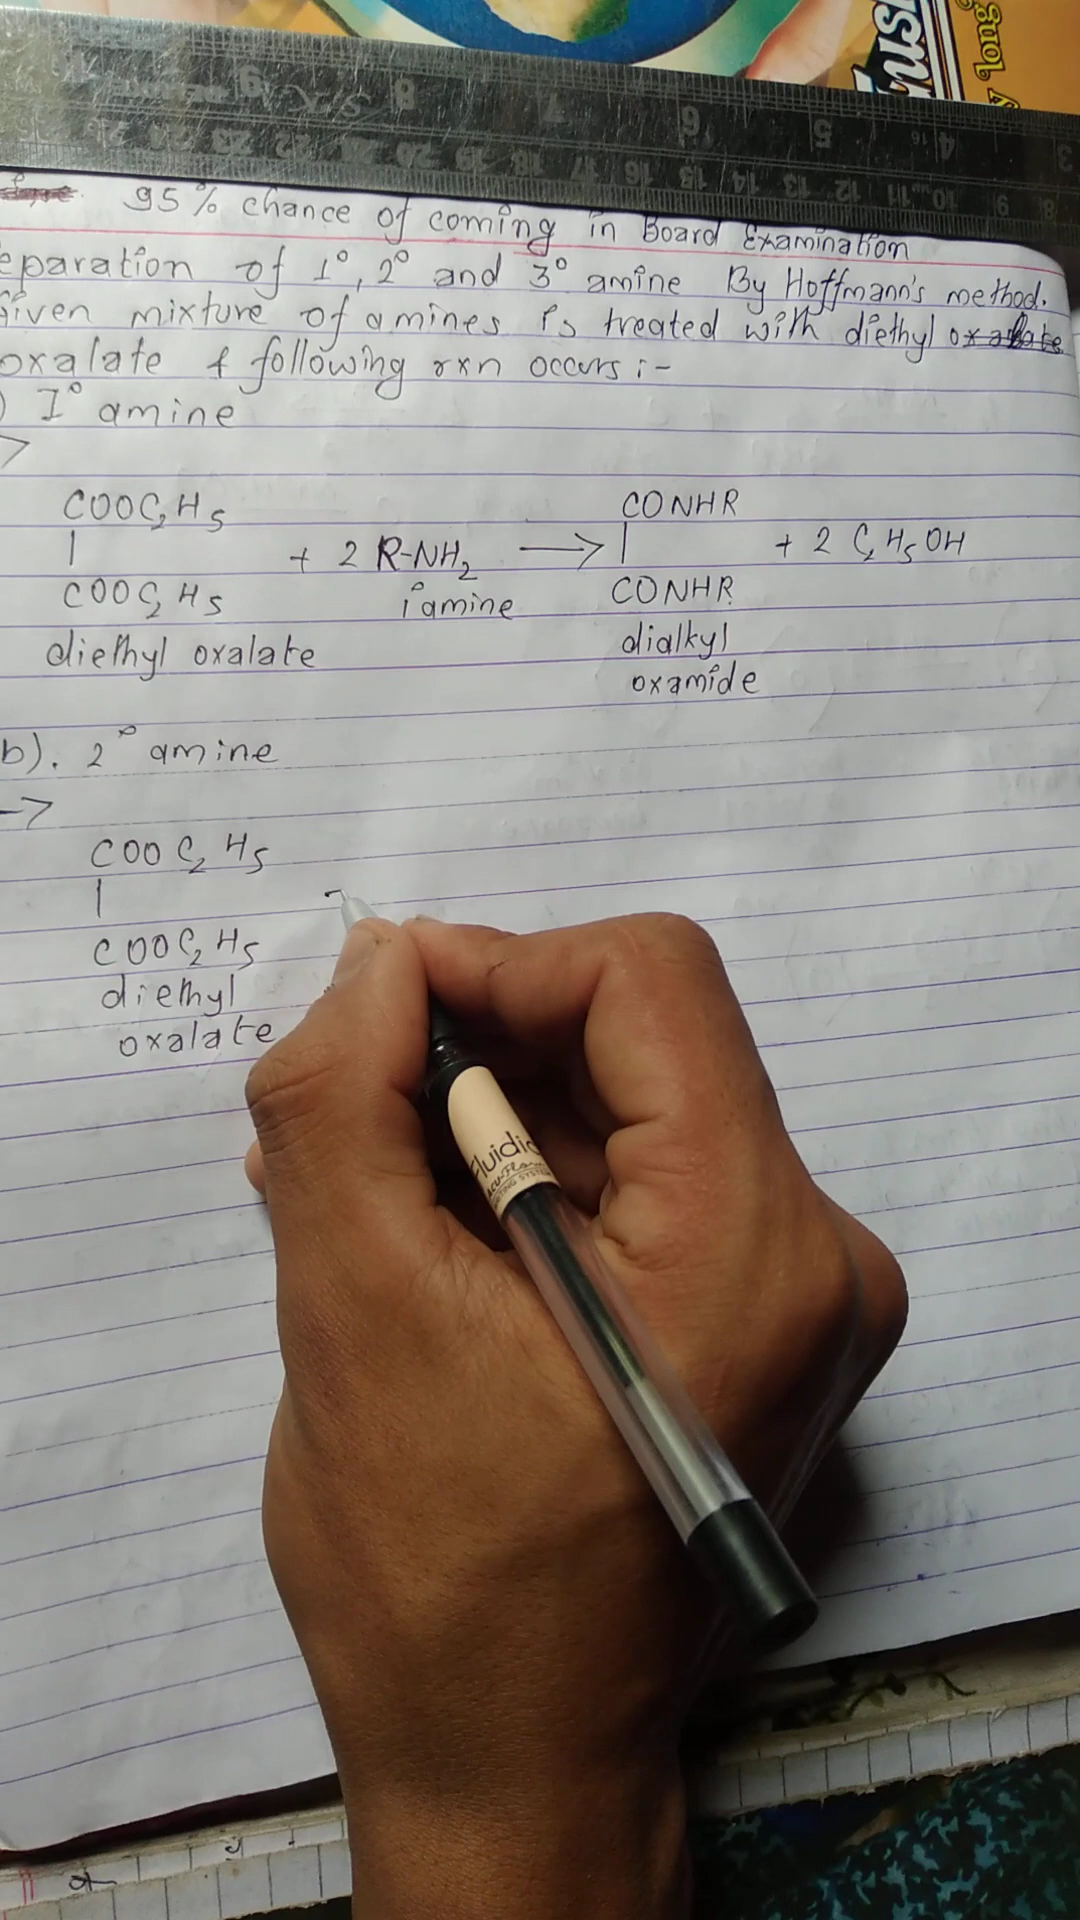 95% chance of coming in Board Examination
eparation of 1°, 2° and 3° amine By Hoffmann's method.
Given mixture of amines is treated with diethyl
oxalate & following rxn occurs :-
) I° amine
COOC2H5 CONHR
| + 2 R-NH2 → | + 2 C2H5OH
COOC2H5 1°amine CONHR
diethyl oxalate dialkyl
oxamide
b). 2° amine
→
COOC2H5
|
COOC2H5
diethyl
oxalate
Fluidic